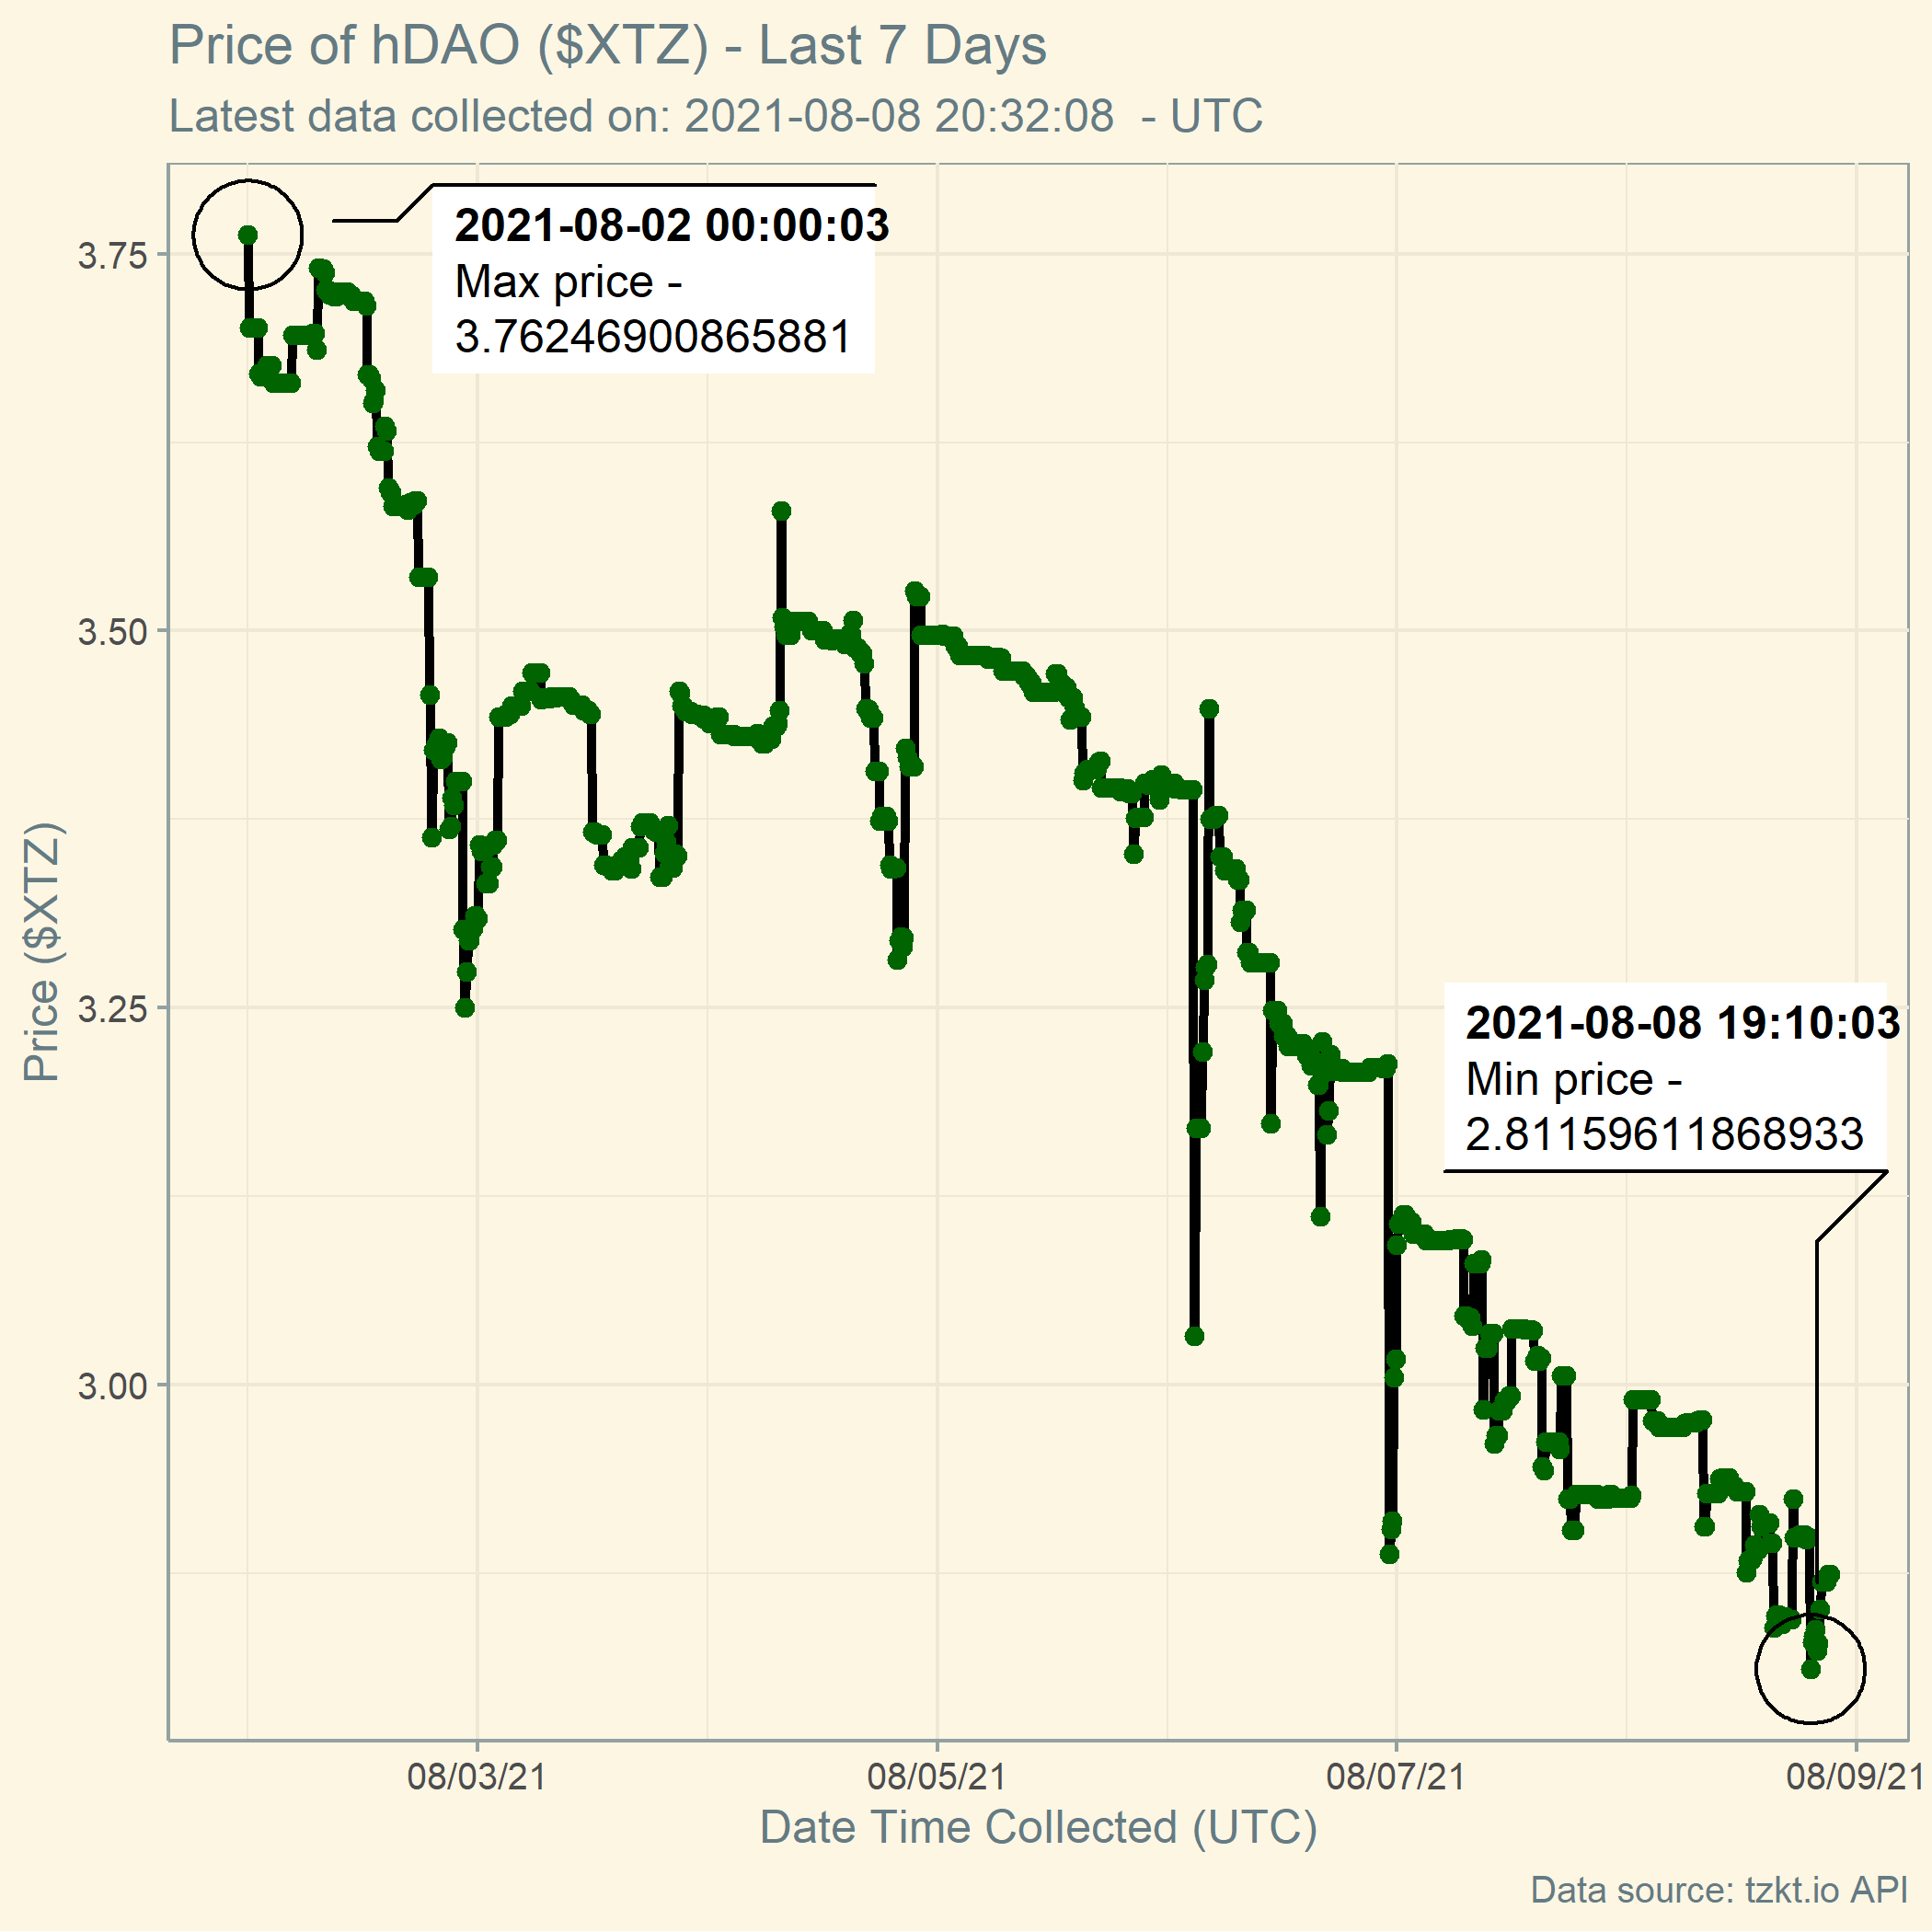 Price of hDAO ($XTZ) - Last 7 Days
Latest data collected on: 2021-08-08 20:32:08  - UTC
2021-08-02 00:00:03
Max price -
3.76246900865881
3.75
3.50
3.25
3.00
Price ($XTZ)
2021-08-08 19:10:03
Min price -
2.81159611868933
08/03/21
08/05/21
08/07/21
08/09/21
Date Time Collected (UTC)
Data source: tzkt.io API